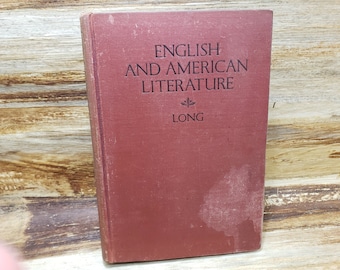 ENGLISH
AND AMERICAN
LITERATURE
LONG